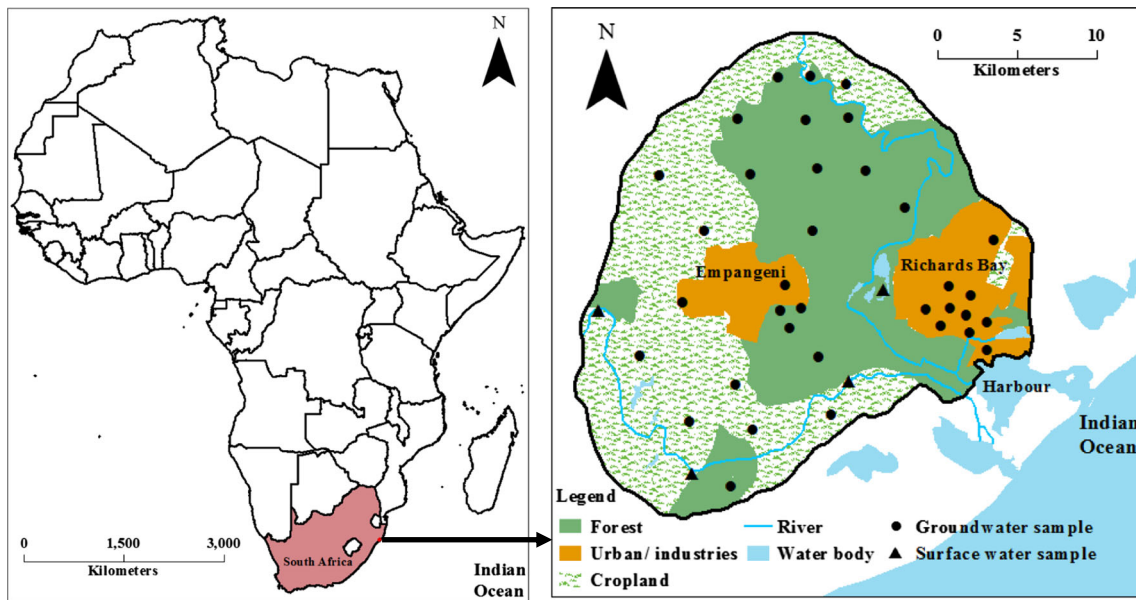 N
0 1,500 3,000
Kilometers
South Africa
Indian
Ocean
N
0 5 10
Kilometers
Empangeni
Richards Bay
Harbour
Indian
Ocean
Legend
Forest
River
Groundwater sample
Urban/ industries
Water body
Surface water sample
Cropland